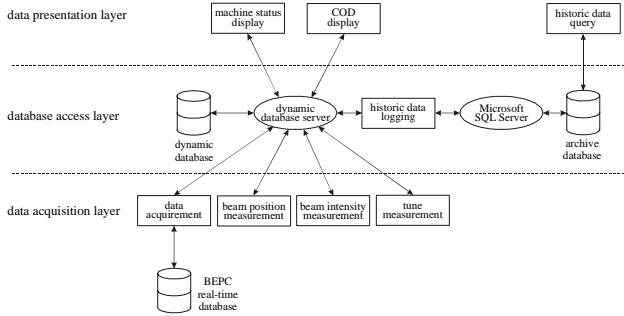 data presentation layer
machine status
display
COD
display
historic data
query
database access layer
dynamic
database
dynamic
database server
historic data
logging
Microsoft
SQL Server
archive
database
data acquisition layer
data
acquirement
beam position
measurement
beam intensity
measurement
tune
measurement
BEPC
real-time
database